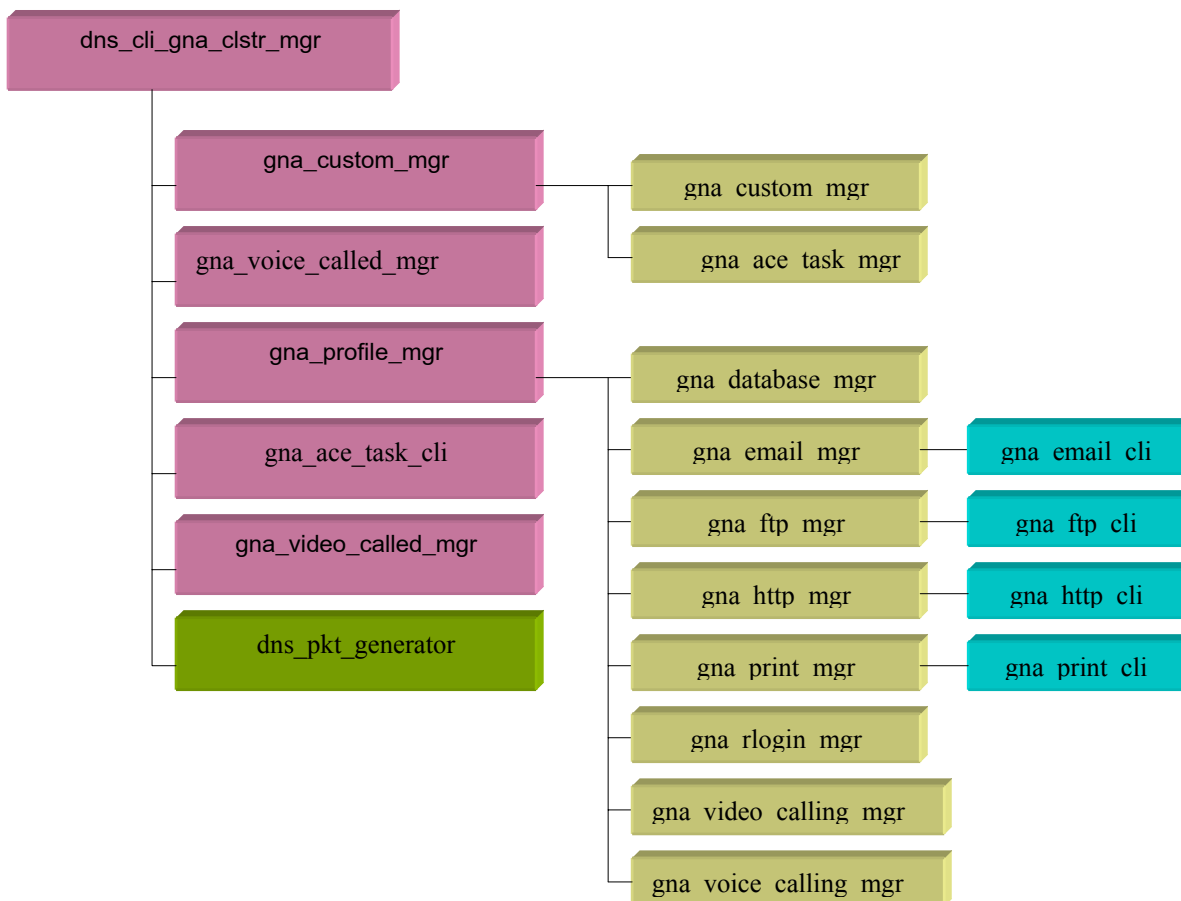 dns_cli_gna_clstr_mgr
gna_custom_mgr
gna custom mgr
gna ace task mgr
gna_voice_called_mgr
gna_profile_mgr
gna database mgr
gna email mgr
gna email cli
gna ftp mgr
gna ftp cli
gna http mgr
gna http cli
gna print mgr
gna print cli
gna rlogin mgr
gna video calling mgr
gna voice calling mgr
gna_ace_task_cli
gna_video_called_mgr
dns_pkt_generator